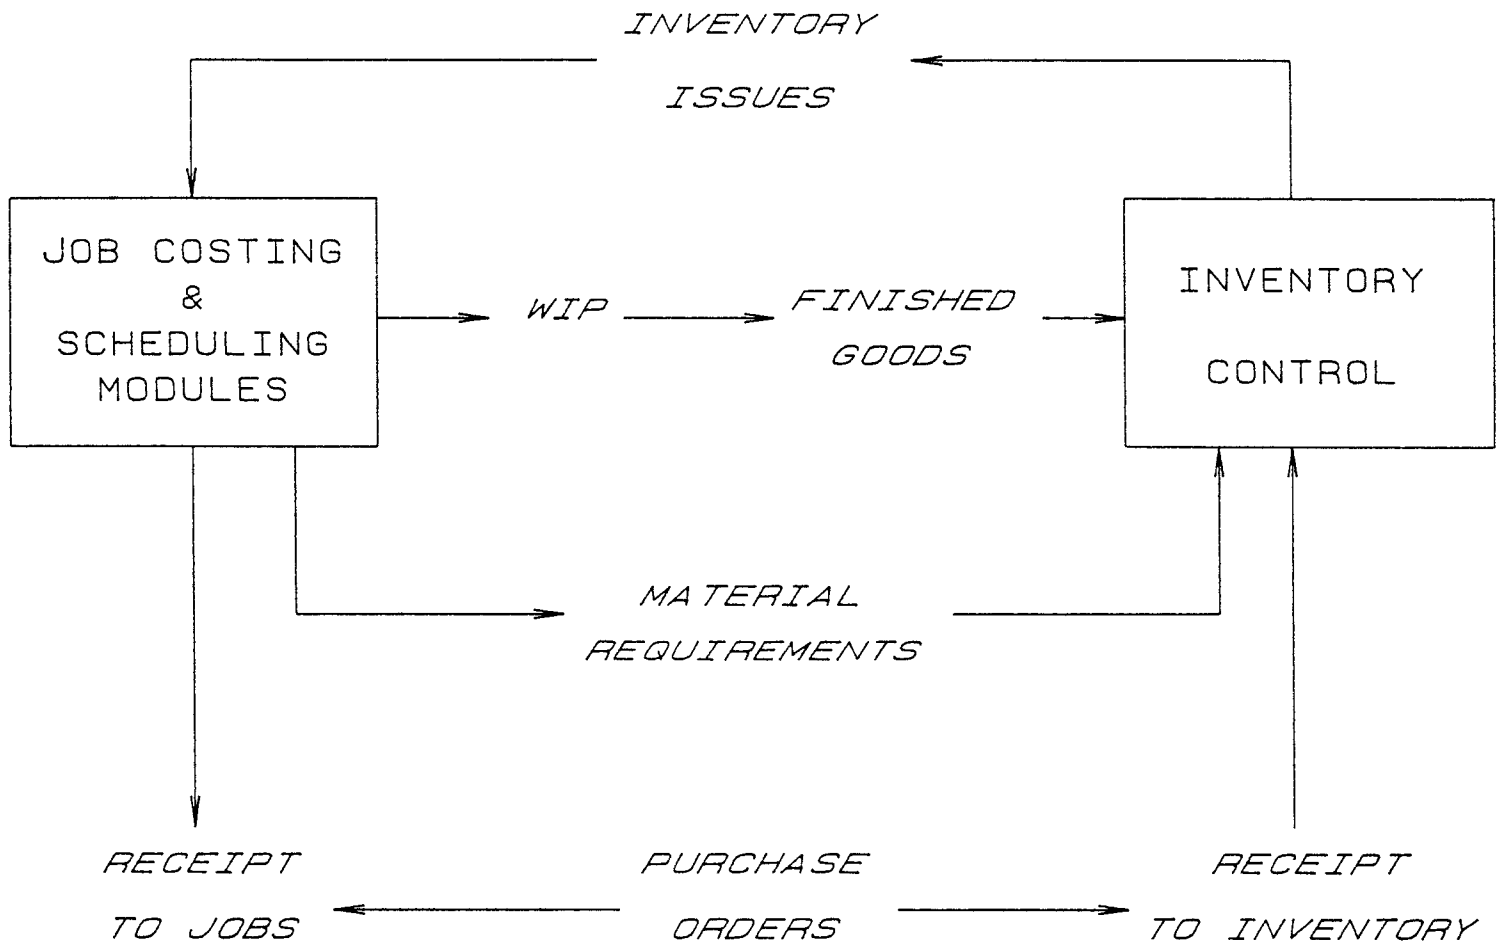 INVENTORY
ISSUES
JOB COSTING
&
SCHEDULING
MODULES
WIP
FINISHED
GOODS
INVENTORY
CONTROL
MATERIAL
REQUIREMENTS
RECEIPT
TO JOBS
PURCHASE
ORDERS
RECEIPT
TO INVENTORY